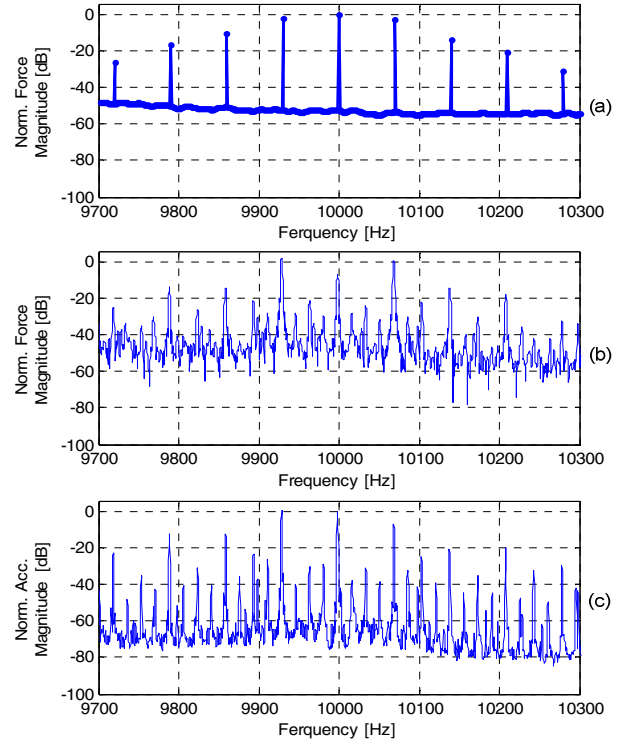 0
-20
-40
-60
-80
-100
Norm. Force
Magnitude [dB]
9700 9800 9900 10000 10100 10200 10300
Ferquency [Hz]
(a)
0
-20
-40
-60
-80
-100
Norm. Force
Magnitude [dB]
9700 9800 9900 10000 10100 10200 10300
Frequency [Hz]
(b)
0
-20
-40
-60
-80
-100
Norm. Acc.
Magnitude [dB]
9700 9800 9900 10000 10100 10200 10300
Ferquency [Hz]
(c)